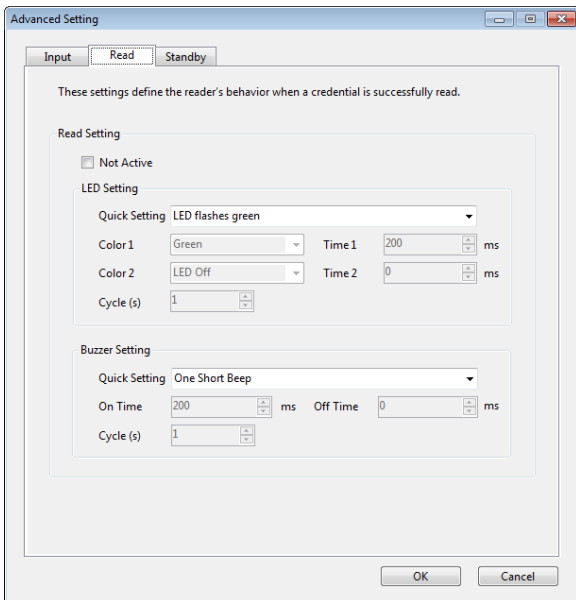 Advanced Setting
Input Read Standby
These settings define the reader's behavior when a credential is successfully read.
Read Setting
Not Active
LED Setting
Quick Setting LED flashes green
Color 1 Green Time 1 200 ms
Color 2 LED Off Time 2 0 ms
Cycle (s) 1
Buzzer Setting
Quick Setting One Short Beep
On Time 200 ms Off Time 0 ms
Cycle (s) 1
OK Cancel